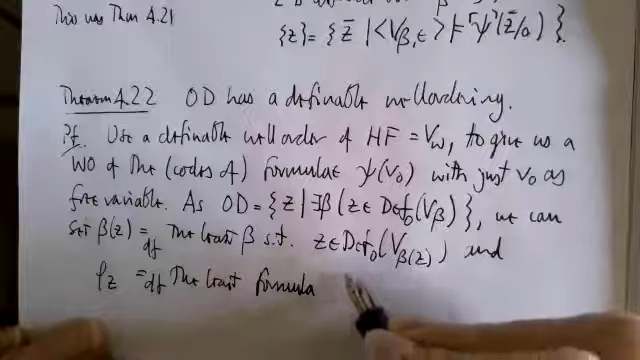 This was Thm 4.21
{z} = { z̄ | <V_β, ∈> ⊨ ⌜ψ⌝(z̄/0) }.
Theorem 4.22 OD has a definable wellordering.
Pf. Use a definable wellorder of HF = V_ω, to give us a
WO of the (codes of) formulae ψ(v₀) with just v₀ as
free variable. As OD = {z | ∃β (z ∈ Def₀(V_β)}, we can
set β(z) =df The least β s.t. z ∈ Def₀(V_β(z)) and
φ_z =df The least formula